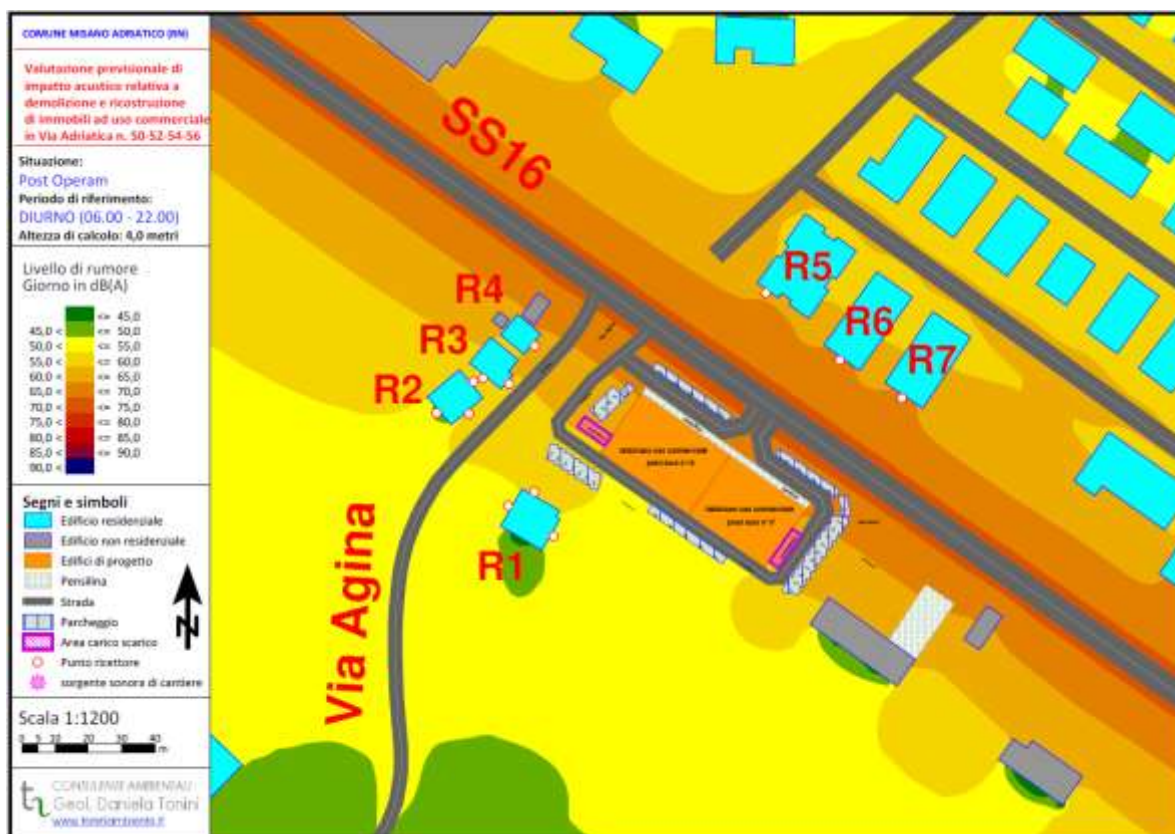 COMUNE MISANO ADRIATICO (RN)
Valutazione previsionale di
impatto acustico relativa a
demolizione e ricostruzione
di immobili ad uso commerciale
in Via Adriatica n. 50-52-54-56
Situazione:
Post Operam
Periodo di riferimento:
DIURNO (06.00 - 22.00)
Altezza di calcolo: 4,0 metri
Livello di rumore
Giorno in dB(A)
<= 45,0
45,0 < <= 50,0
50,0 < <= 55,0
55,0 < <= 60,0
60,0 < <= 65,0
65,0 < <= 70,0
70,0 < <= 75,0
75,0 < <= 80,0
80,0 < <= 85,0
85,0 < <= 90,0
90,0 <
Segni e simboli
Edificio residenziale
Edificio non residenziale
Edifici di progetto
Pensilina
Strada
Parcheggio
Area carico scarico
Punto ricettore
sorgente sonora di cantiere
N
Scala 1:1200
0 5 10 20 30 40
m
CONSULENTE AMBIENTALE
Geol. Daniela Tonini
SS16
R4
R3
R2
R1
R5
R6
R7
Via Agina